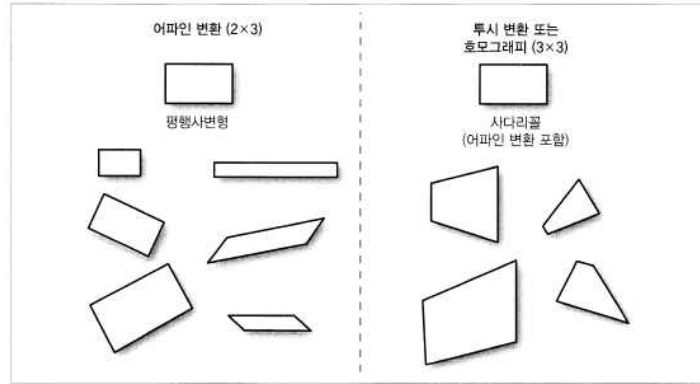 어파인 변환 (2×3)
평행사변형
투시 변환 또는
호모그래피 (3×3)
사다리꼴
(어파인 변환 포함)